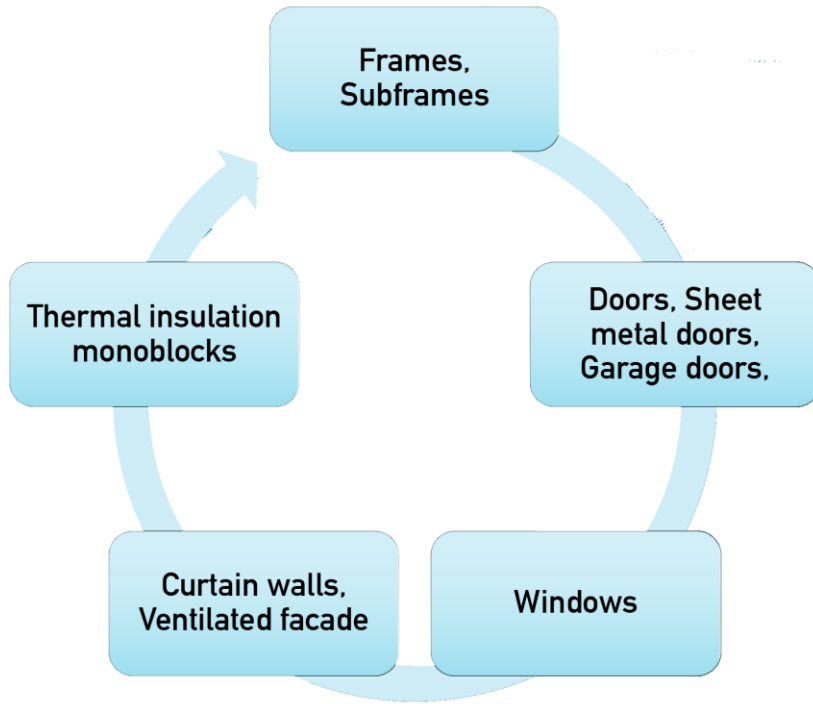 Frames,
Subframes
Doors, Sheet
metal doors,
Garage doors,
Windows
Curtain walls,
Ventilated facade
Thermal insulation
monoblocks